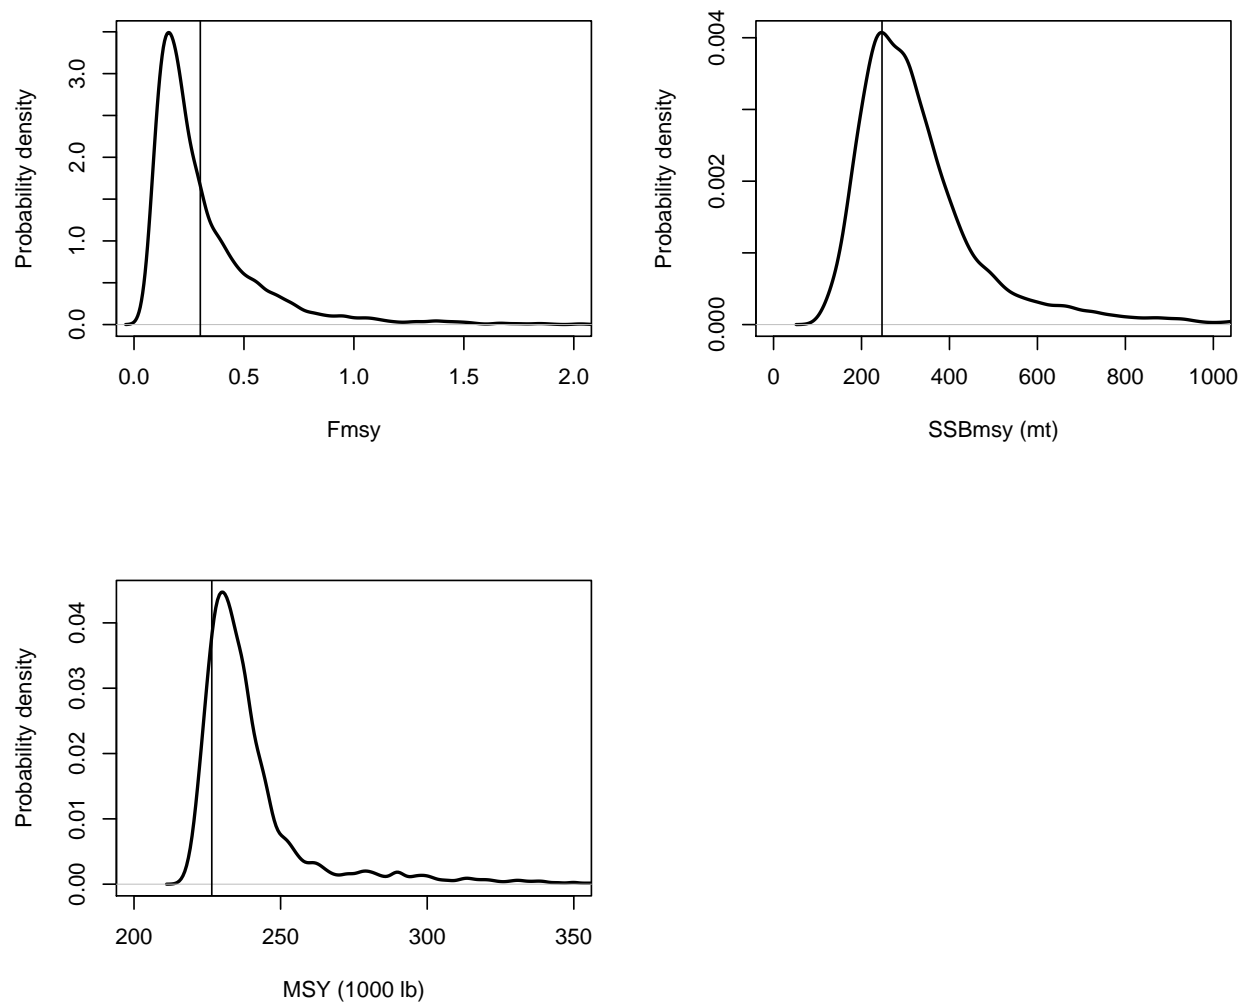 Probability density
0.0 1.0 2.0 3.0
0.0 0.5 1.0 1.5 2.0
Fmsy
Probability density
0.000 0.002 0.004
0 200 400 600 800 1000
SSBmsy (mt)
Probability density
0.00 0.01 0.02 0.03 0.04
200 250 300 350
MSY (1000 lb)